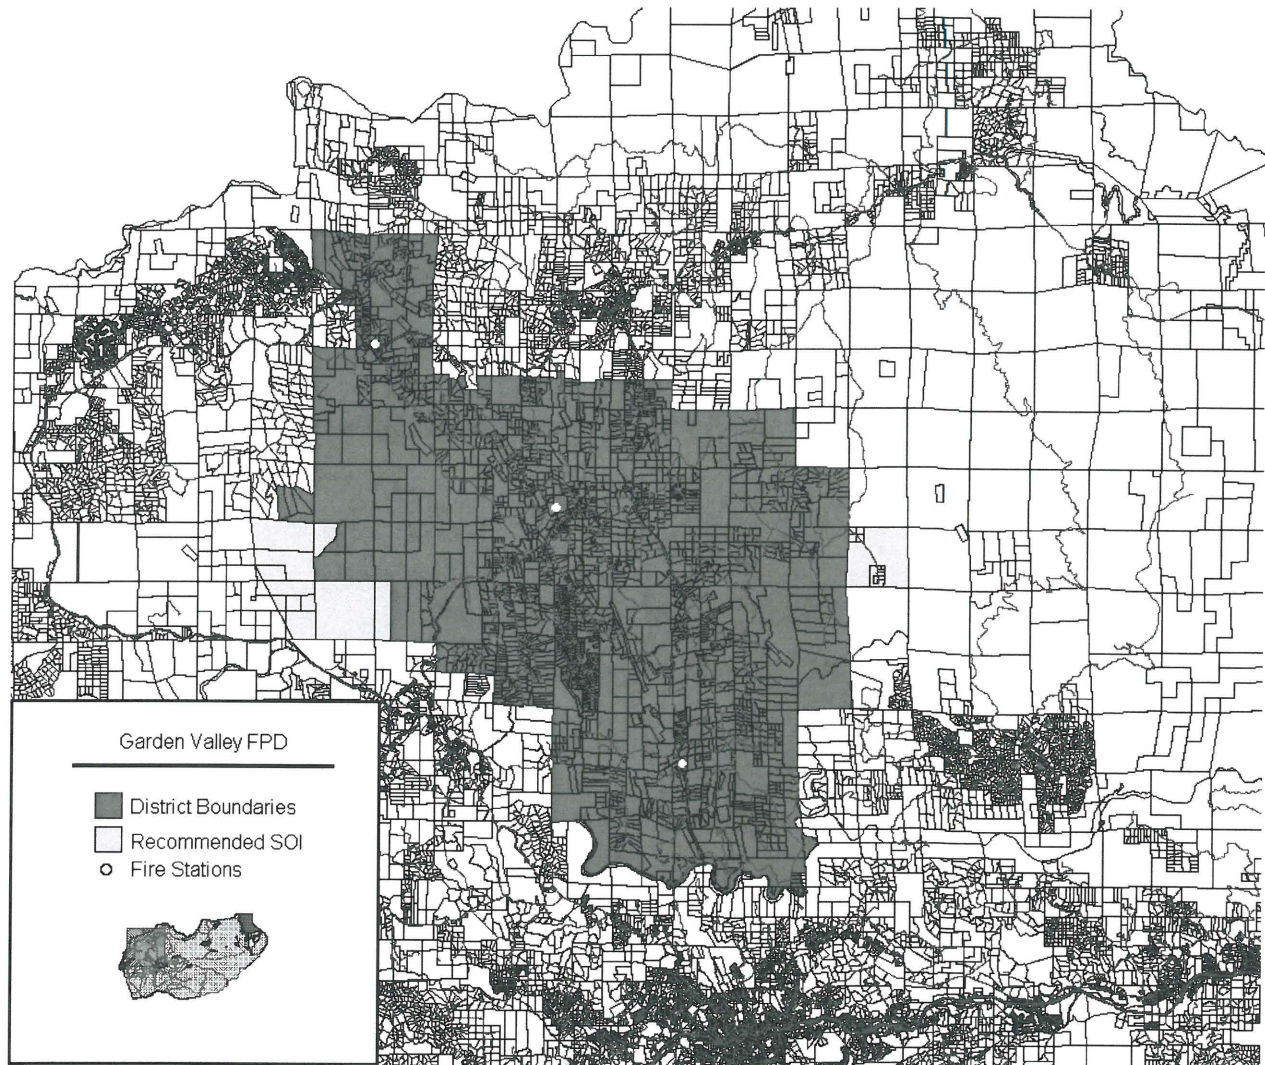 Garden Valley FPD
District Boundaries
Recommended SOI
Fire Stations